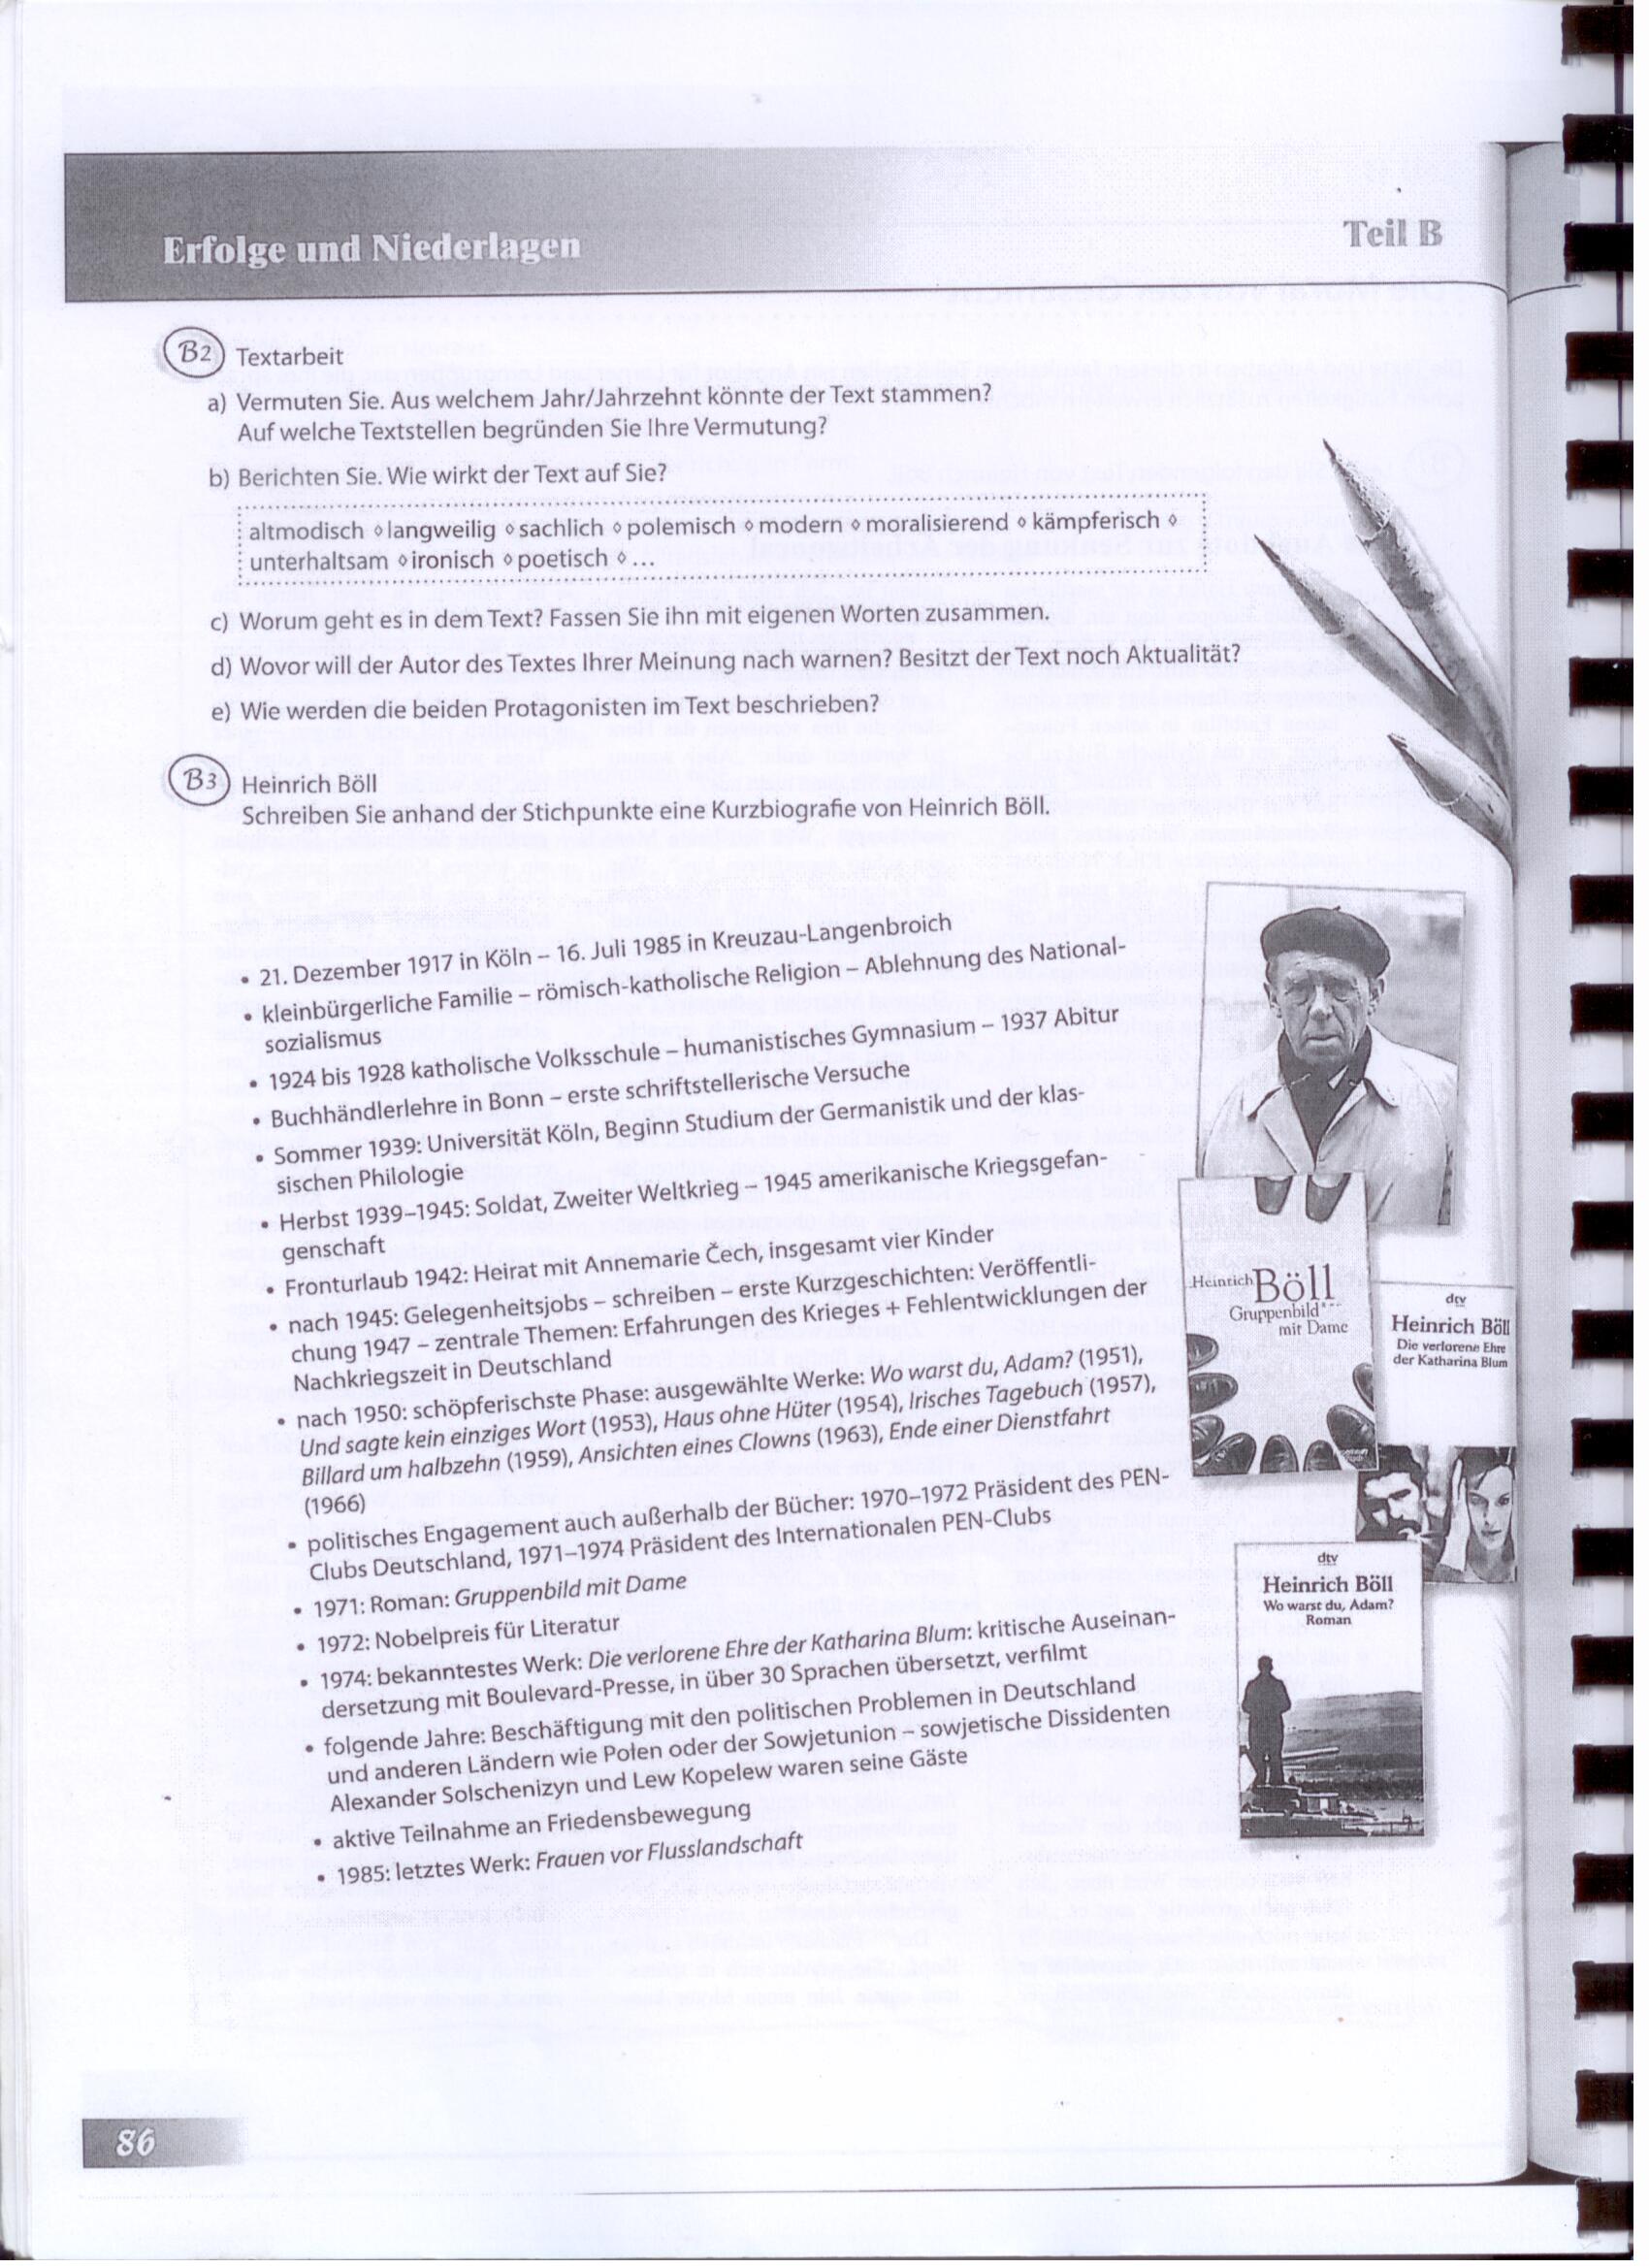 Erfolge und Niederlagen
Teil B
B2 Textarbeit
a) Vermuten Sie. Aus welchem Jahr/Jahrzehnt könnte der Text stammen?
Auf welche Textstellen begründen Sie Ihre Vermutung?
b) Berichten Sie. Wie wirkt der Text auf Sie?
altmodisch ⋄ langweilig ⋄ sachlich ⋄ polemisch ⋄ modern ⋄ moralisierend ⋄ kämpferisch ⋄
unterhaltsam ⋄ ironisch ⋄ poetisch ⋄ ...
c) Worum geht es in dem Text? Fassen Sie ihn mit eigenen Worten zusammen.
d) Wovor will der Autor des Textes Ihrer Meinung nach warnen? Besitzt der Text noch Aktualität?
e) Wie werden die beiden Protagonisten im Text beschrieben?
B3 Heinrich Böll
Schreiben Sie anhand der Stichpunkte eine Kurzbiografie von Heinrich Böll.
• 21. Dezember 1917 in Köln – 16. Juli 1985 in Kreuzau-Langenbroich
• kleinbürgerliche Familie – römisch-katholische Religion – Ablehnung des National-
sozialismus
• 1924 bis 1928 katholische Volksschule – humanistisches Gymnasium – 1937 Abitur
• Buchhändlerlehre in Bonn – erste schriftstellerische Versuche
• Sommer 1939: Universität Köln, Beginn Studium der Germanistik und der klas-
sischen Philologie
• Herbst 1939–1945: Soldat, Zweiter Weltkrieg – 1945 amerikanische Kriegsgefan-
genschaft
• Fronturlaub 1942: Heirat mit Annemarie Čech, insgesamt vier Kinder
• nach 1945: Gelegenheitsjobs – schreiben – erste Kurzgeschichten: Veröffentli-
chung 1947 – zentrale Themen: Erfahrungen des Krieges + Fehlentwicklungen der
Nachkriegszeit in Deutschland
• nach 1950: schöpferischste Phase: ausgewählte Werke: Wo warst du, Adam? (1951),
Und sagte kein einziges Wort (1953), Haus ohne Hüter (1954), Irisches Tagebuch (1957),
Billard um halbzehn (1959), Ansichten eines Clowns (1963), Ende einer Dienstfahrt
(1966)
• politisches Engagement auch außerhalb der Bücher: 1970–1972 Präsident des PEN-
Clubs Deutschland, 1971–1974 Präsident des Internationalen PEN-Clubs
• 1971: Roman: Gruppenbild mit Dame
• 1972: Nobelpreis für Literatur
• 1974: bekanntestes Werk: Die verlorene Ehre der Katharina Blum: kritische Auseinan-
dersetzung mit Boulevard-Presse, in über 30 Sprachen übersetzt, verfilmt
• folgende Jahre: Beschäftigung mit den politischen Problemen in Deutschland
und anderen Ländern wie Polen oder der Sowjetunion – sowjetische Dissidenten
Alexander Solschenizyn und Lew Kopelew waren seine Gäste
• aktive Teilnahme an Friedensbewegung
• 1985: letztes Werk: Frauen vor Flusslandschaft
Heinrich Böll
Gruppenbild
mit Dame
dtv
Heinrich Böll
Die verlorene Ehre
der Katharina Blum
dtv
Heinrich Böll
Wo warst du, Adam?
Roman
86